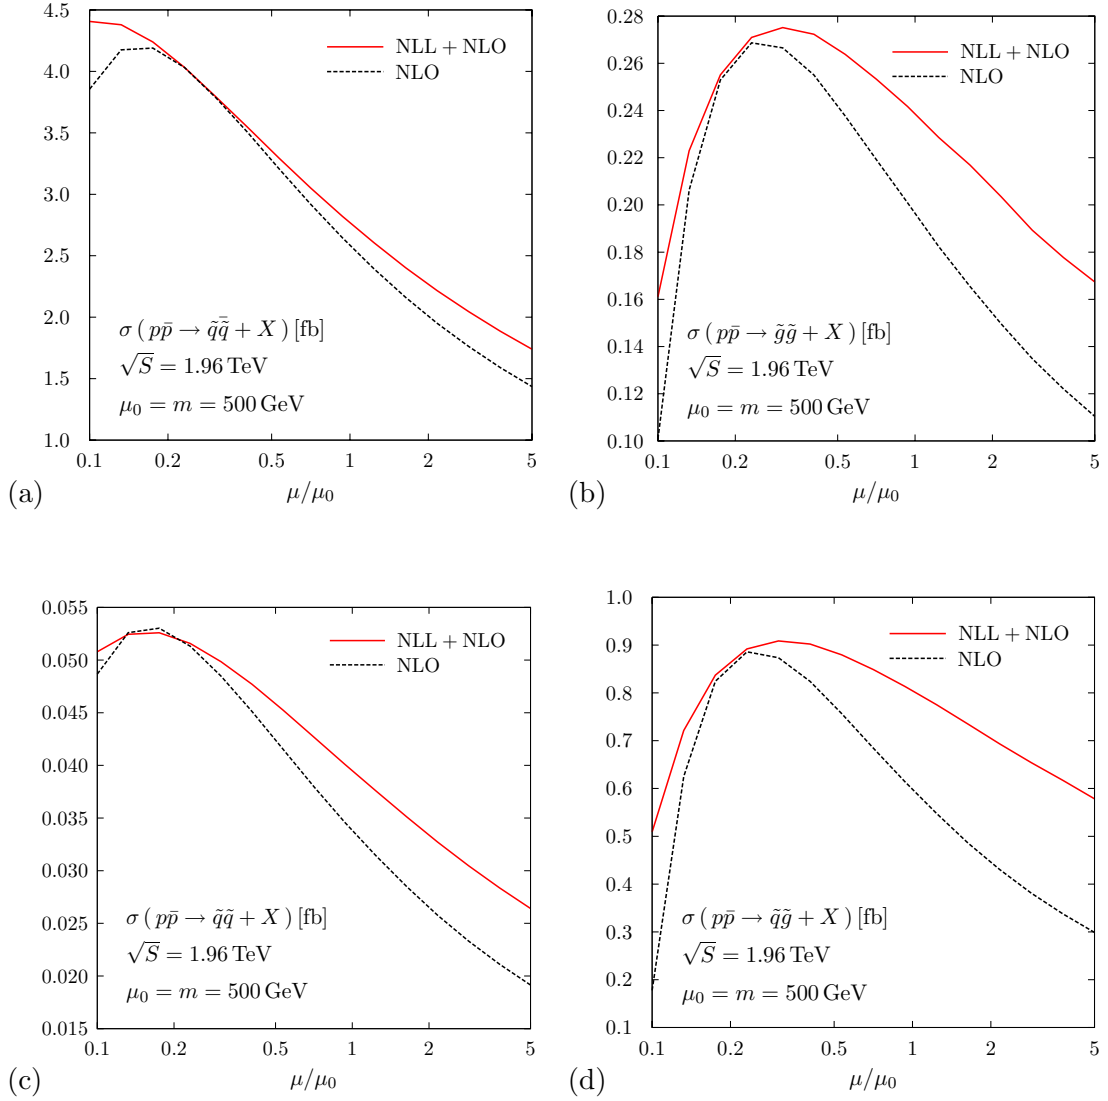 4.5
4.0
3.5
3.0
2.5
2.0
1.5
1.0
NLL + NLO
NLO
σ ( pp̄ → q̃q̃̄ + X ) [fb]
√S = 1.96 TeV
μ₀ = m = 500 GeV
0.1 0.2 0.5 1 2 5
(a)
μ/μ₀
0.28
0.26
0.24
0.22
0.20
0.18
0.16
0.14
0.12
0.10
NLL + NLO
NLO
σ ( pp̄ → g̃g̃ + X ) [fb]
√S = 1.96 TeV
μ₀ = m = 500 GeV
0.1 0.2 0.5 1 2 5
(b)
μ/μ₀
0.055
0.050
0.045
0.040
0.035
0.030
0.025
0.020
0.015
NLL + NLO
NLO
σ ( pp̄ → q̃q̃ + X ) [fb]
√S = 1.96 TeV
μ₀ = m = 500 GeV
0.1 0.2 0.5 1 2 5
(c)
μ/μ₀
1.0
0.9
0.8
0.7
0.6
0.5
0.4
0.3
0.2
0.1
NLL + NLO
NLO
σ ( pp̄ → q̃g̃ + X ) [fb]
√S = 1.96 TeV
μ₀ = m = 500 GeV
0.1 0.2 0.5 1 2 5
(d)
μ/μ₀